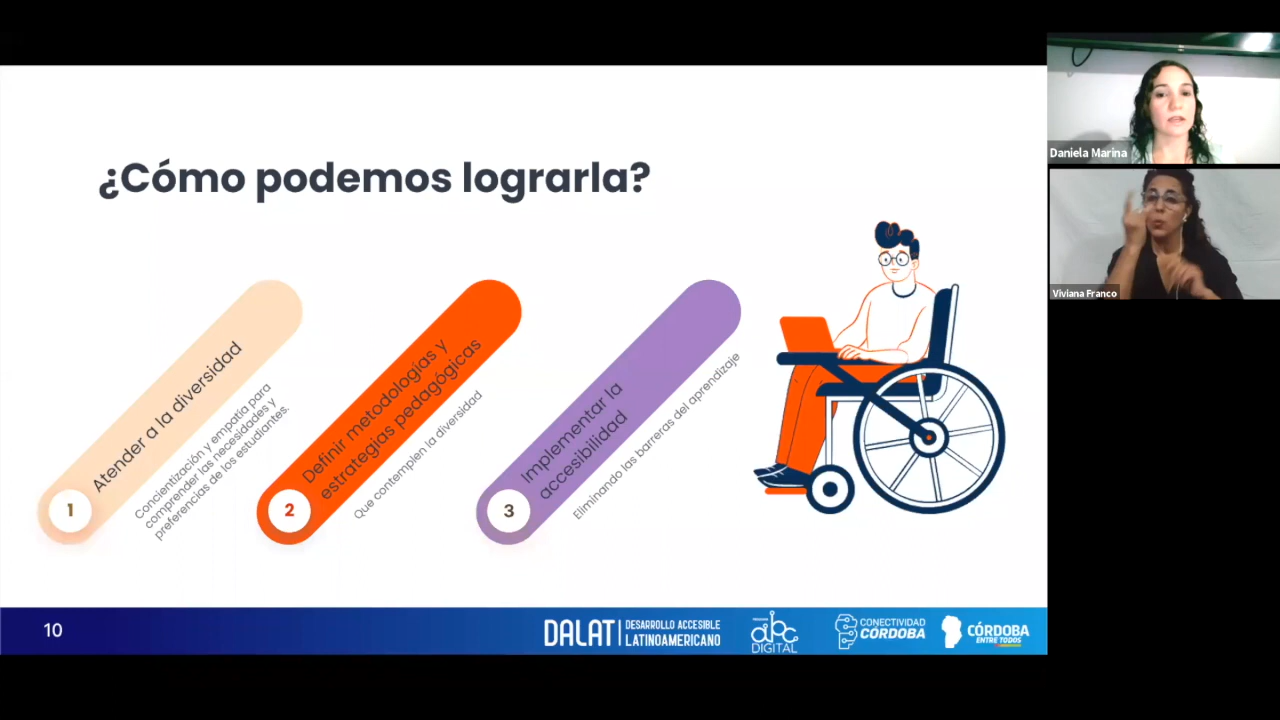 ¿Cómo podemos lograrla?
Atender a la diversidad
Concientización y empatía para
comprender las necesidades y
preferencias de los estudiantes.
1
Definir metodologías y
estrategias pedagógicas
Que contemplen la diversidad
2
Implementar la
accesibilidad
Eliminando las barreras del aprendizaje
3
10
DALAT
DESARROLLO ACCESIBLE
LATINOAMERICANO
abc
DIGITAL
CONECTIVIDAD
CÓRDOBA
CÓRDOBA
ENTRE TODOS
Daniela Marina
Viviana Franco